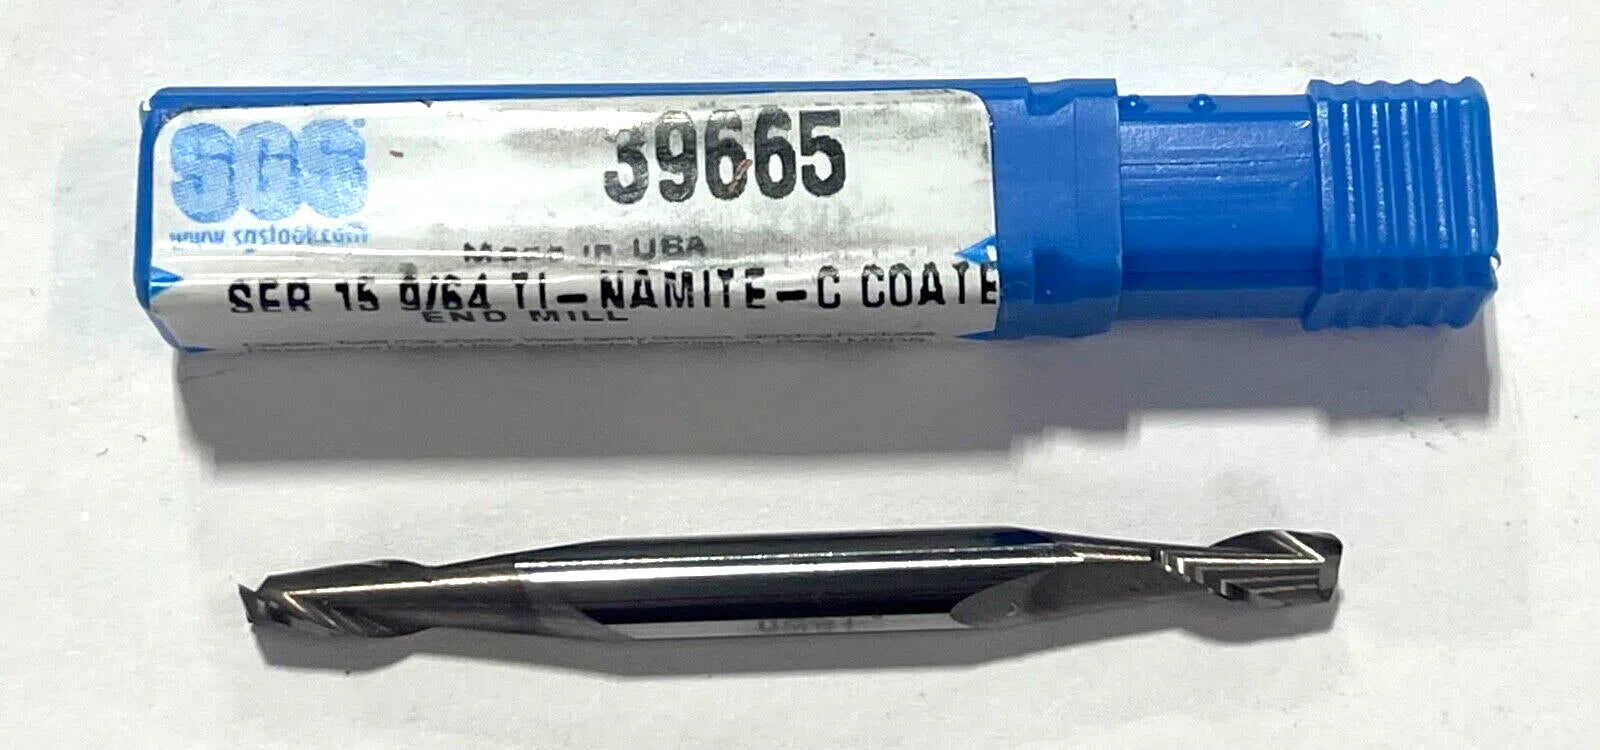 SGS
39665
www.sgstool.com
Made in USA
SER 15 9/64 TI-NAMITE-C COATE
END MILL